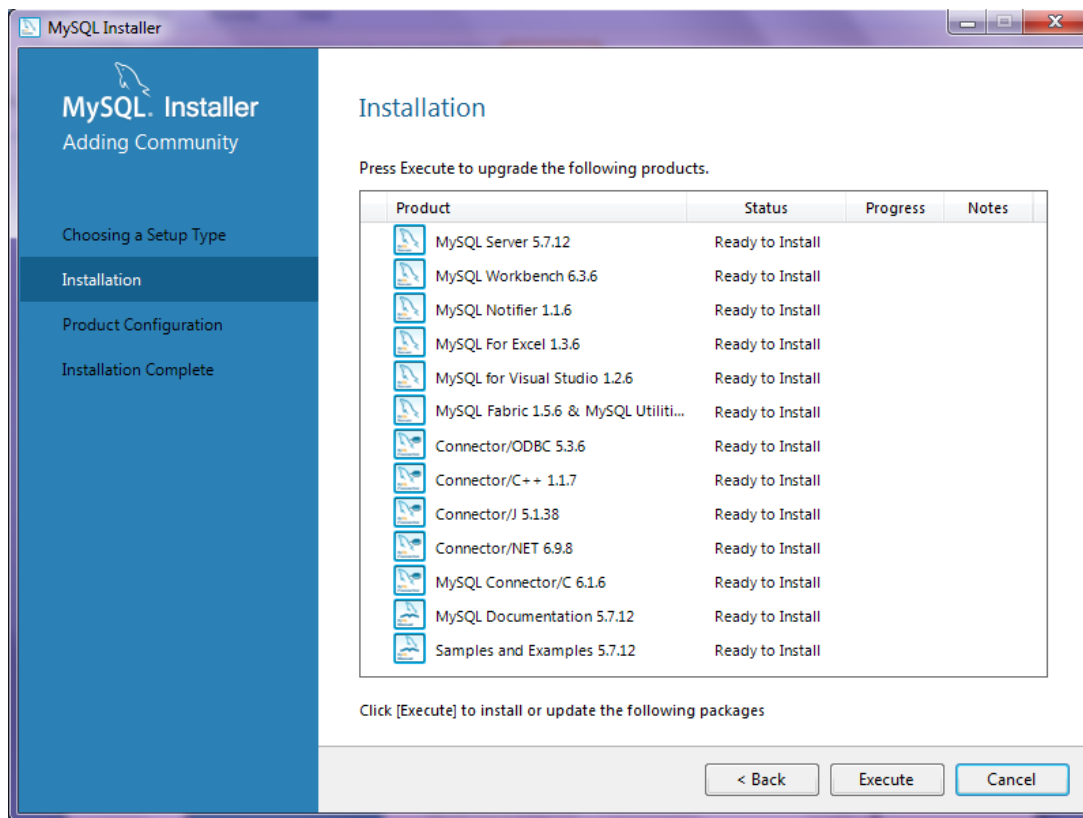 MySQL Installer
MySQL. Installer
Adding Community
Choosing a Setup Type
Installation
Product Configuration
Installation Complete
Installation
Press Execute to upgrade the following products.
Product Status Progress Notes
MySQL Server 5.7.12 Ready to Install
MySQL Workbench 6.3.6 Ready to Install
MySQL Notifier 1.1.6 Ready to Install
MySQL For Excel 1.3.6 Ready to Install
MySQL for Visual Studio 1.2.6 Ready to Install
MySQL Fabric 1.5.6 & MySQL Utiliti... Ready to Install
Connector/ODBC 5.3.6 Ready to Install
Connector/C++ 1.1.7 Ready to Install
Connector/J 5.1.38 Ready to Install
Connector/NET 6.9.8 Ready to Install
MySQL Connector/C 6.1.6 Ready to Install
MySQL Documentation 5.7.12 Ready to Install
Samples and Examples 5.7.12 Ready to Install
Click [Execute] to install or update the following packages
< Back Execute Cancel